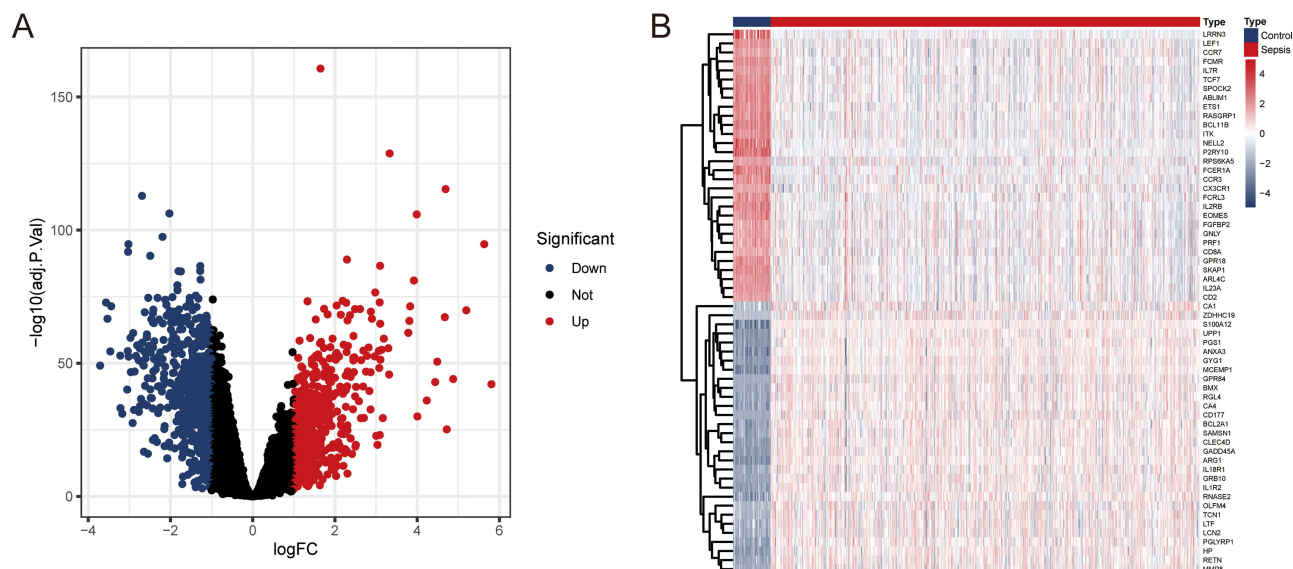 A
−log10(adj.P.Val)
150
100
50
0
−4
−2
0
2
4
6
logFC
Significant
Down
Not
Up
B
Type
LRRN3
LEF1
CCR7
FCMR
IL7R
TCF7
SPOCK2
ABLIM1
ETS1
RASGRP1
BCL11B
ITK
NELL2
P2RY10
RPS6KA5
FCER1A
CCR3
CX3CR1
FCRL3
IL2RB
EOMES
FGFBP2
GNLY
PRF1
CD8A
GPR18
SKAP1
ARL4C
IL23A
CD2
CA1
ZDHHC19
S100A12
UPP1
PGS1
ANXA3
GYG1
MCEMP1
GPR84
BMX
RGL4
CA4
CD177
BCL2A1
SAMSN1
CLEC4D
GADD45A
ARG1
IL18R1
GRB10
IL1R2
RNASE2
OLFM4
TCN1
LTF
LCN2
PGLYRP1
HP
RETN
MMP8
Type
Control
Sepsis
4
2
0
−2
−4